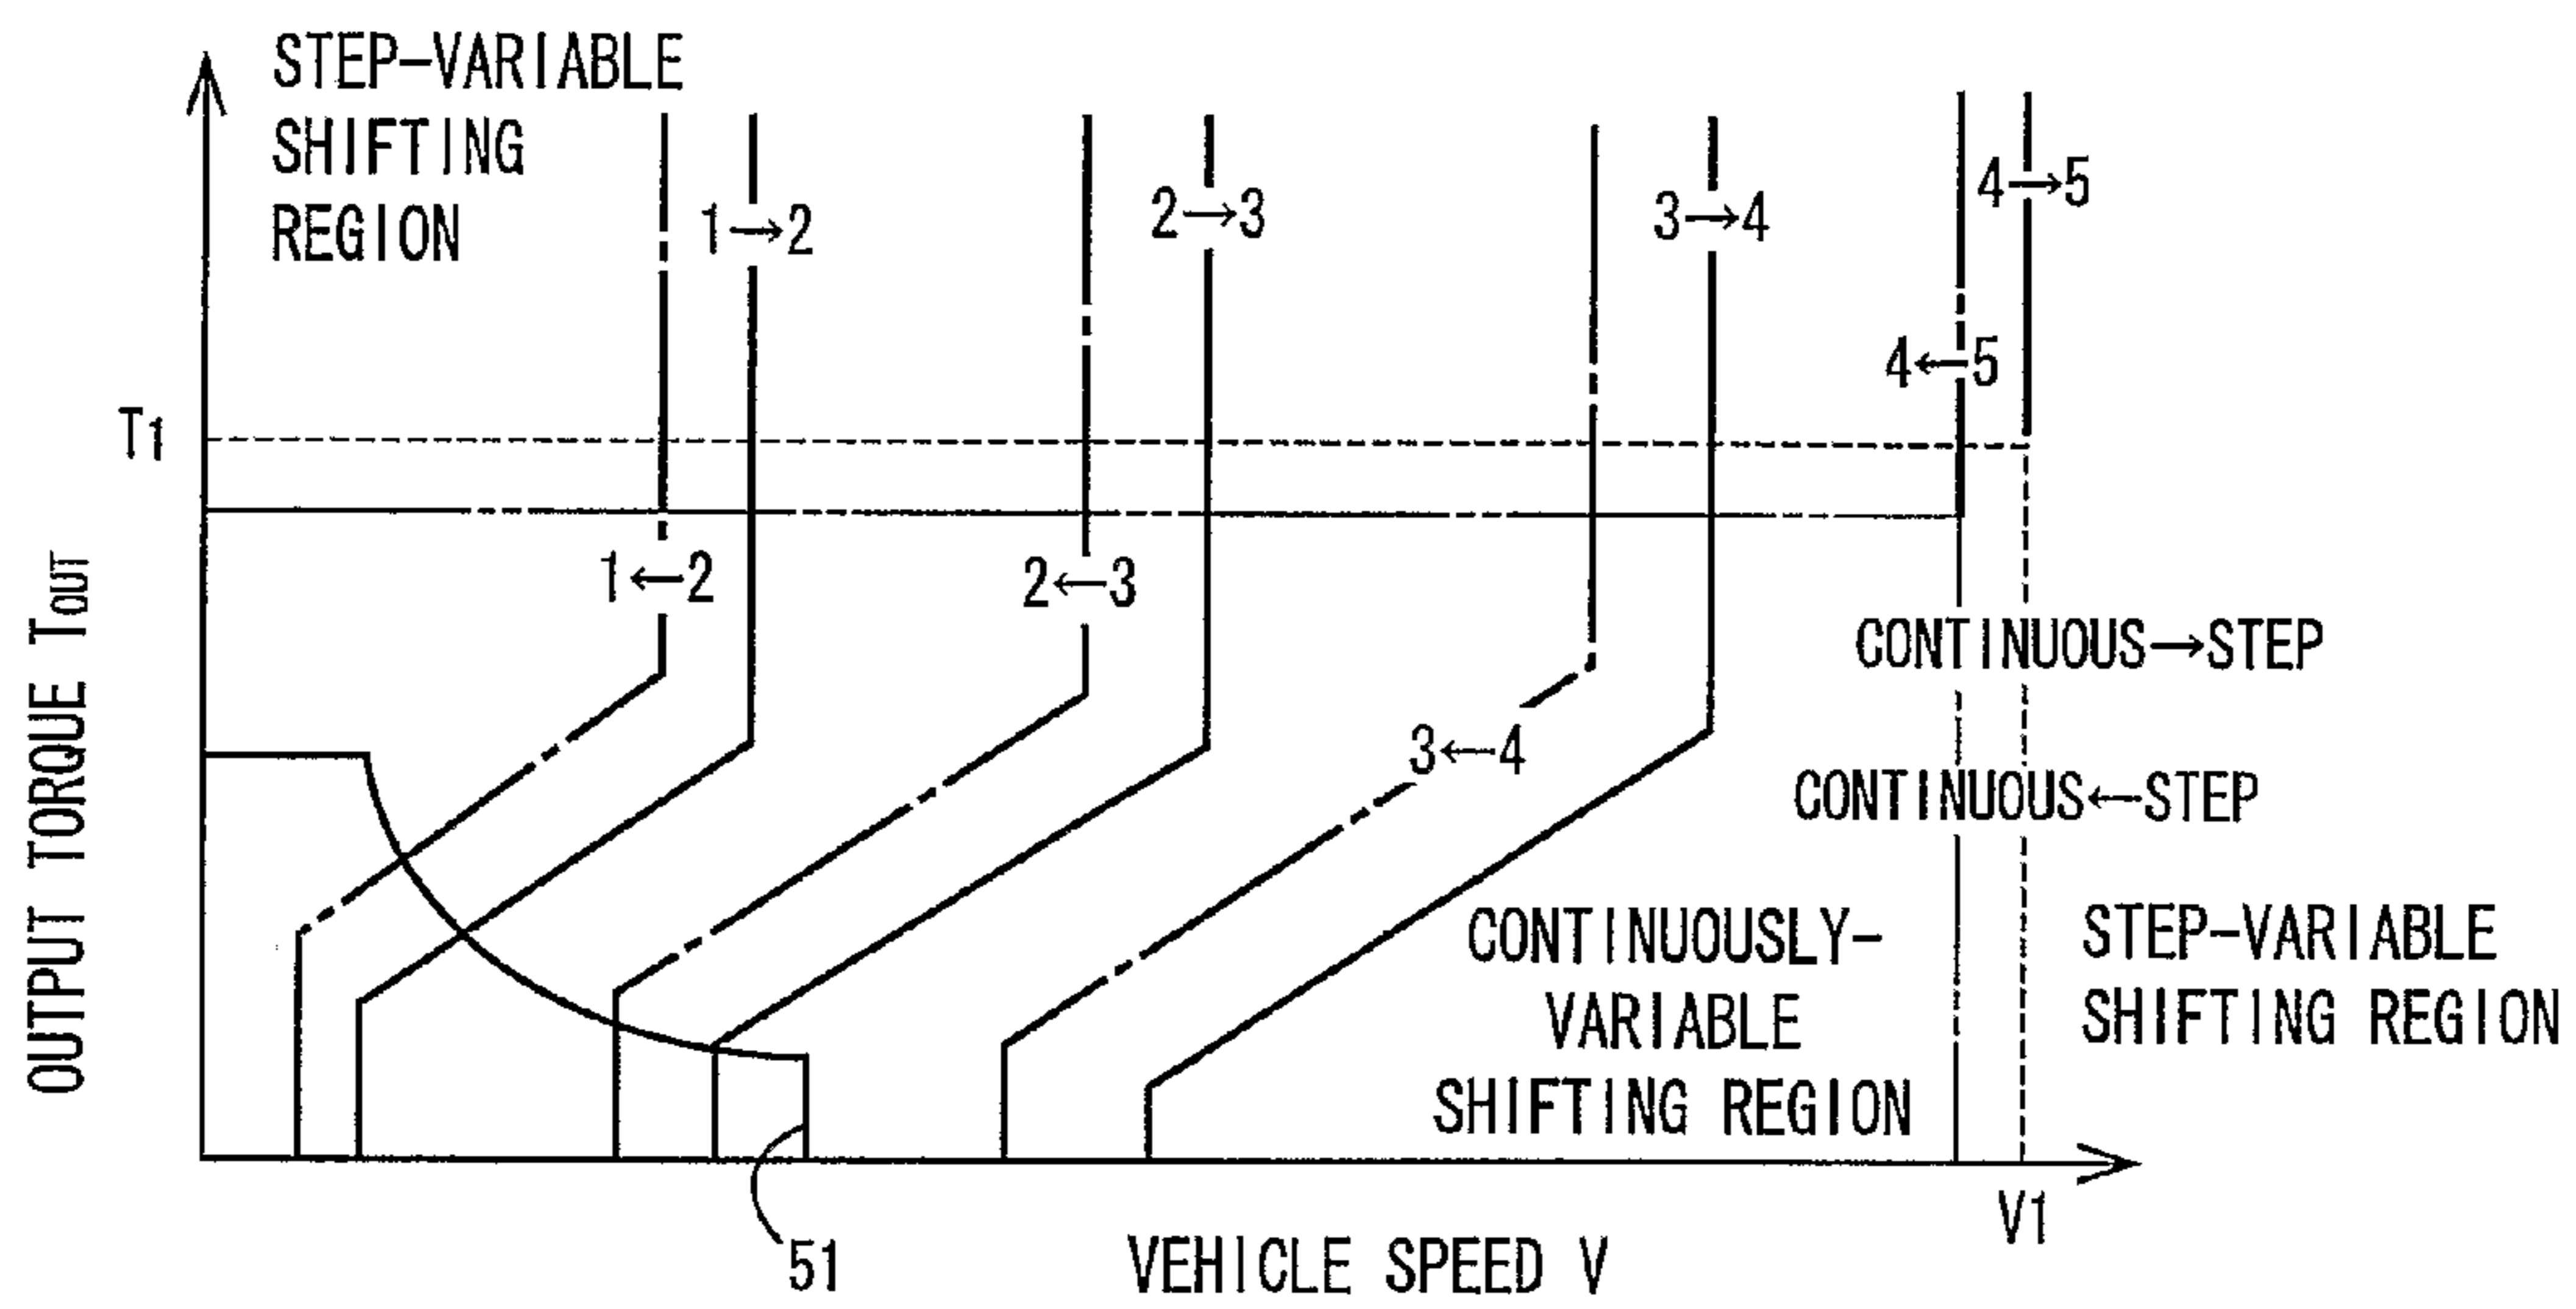 STEP-VARIABLE
SHIFTING
REGION
1→2
2→3
3→4
4→5
4←5
T1
1←2
2←3
3←4
CONTINUOUS→STEP
CONTINUOUS←STEP
OUTPUT TORQUE TOUT
CONTINUOUSLY-
VARIABLE
SHIFTING REGION
STEP-VARIABLE
SHIFTING REGION
V1
51
VEHICLE SPEED V